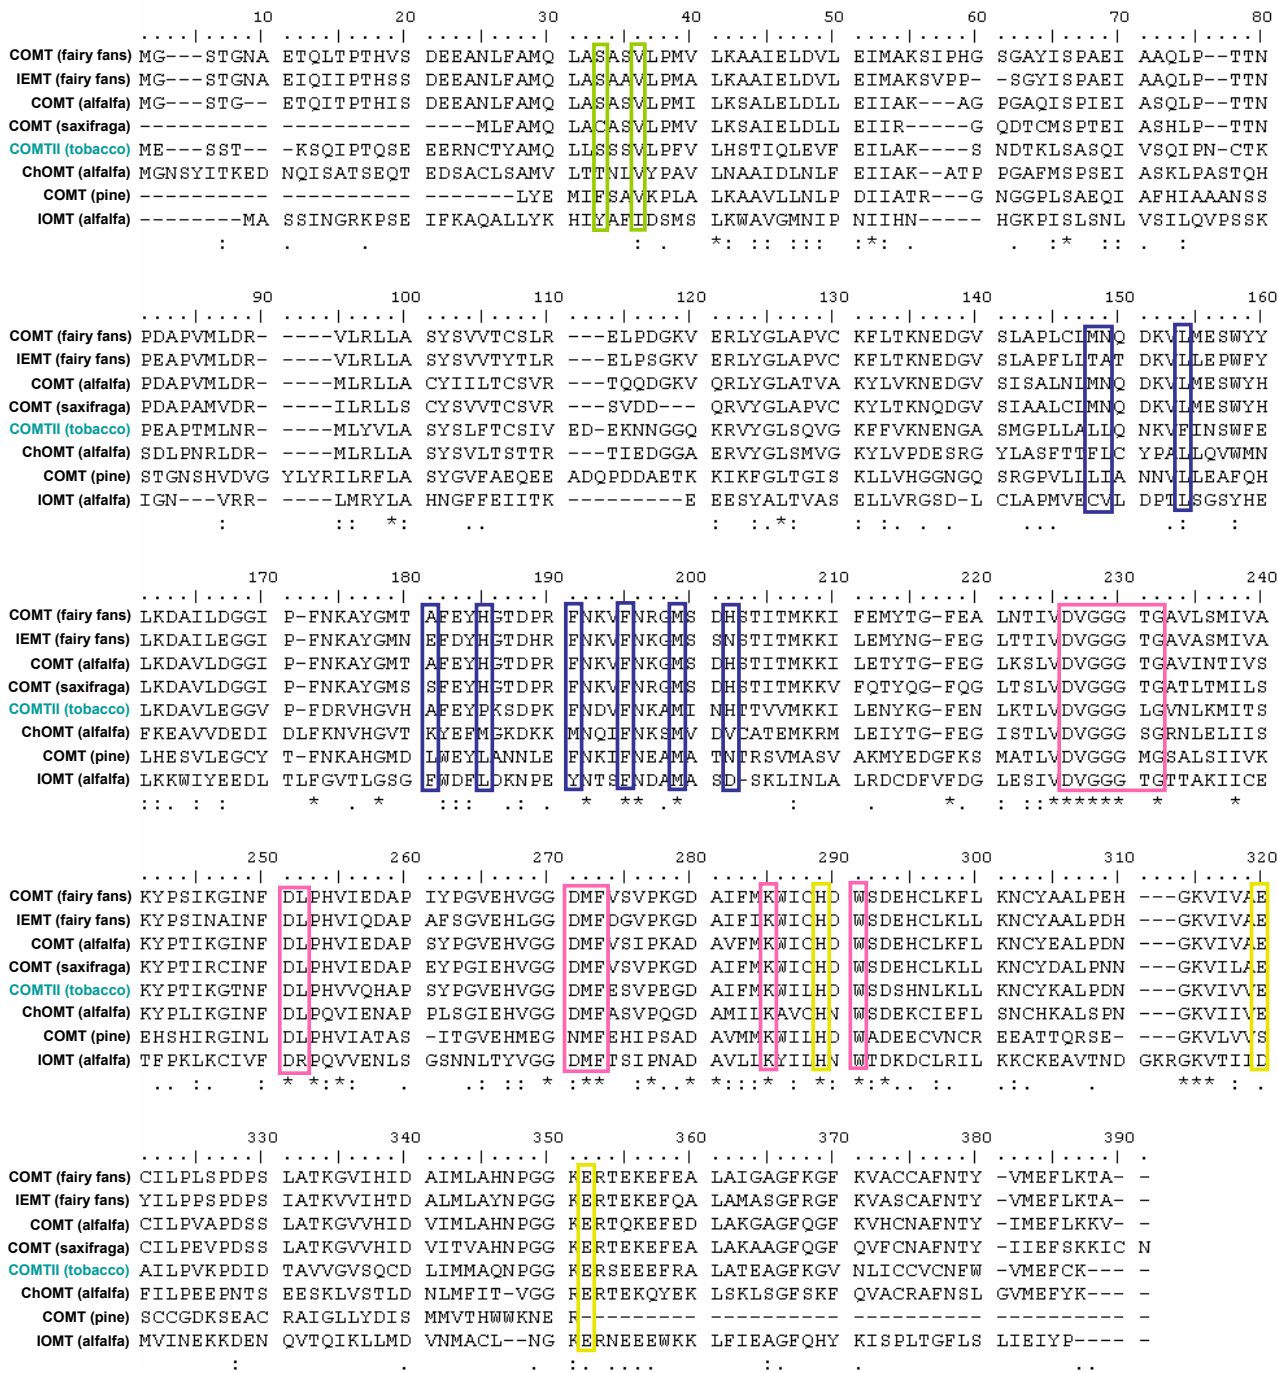 10 20 30 40 50 60 70 80
COMT (fairy fans) MG---STGNA ETQLTPTHVS DEEANLFAMQ LASASVLPMV LKAAIELDVL EIMAKSIPHG SGAYISPAEI AAQLP--TTN
IEMT (fairy fans) MG---STGNA EIQIIPTHSS DEEANLFAMQ LASAAVLPMA LKAAIELDVL EIMAKSVPP- -SGYISPAEI AAQLP--TTN
COMT (alfalfa) MG---STG-- ETQITPTHIS DEEANLFAMQ LASASVLPMI LKSALELDLL EIIAK---AG PGAQISPIEI ASQLP--TTN
COMT (saxifraga) ---------- ---------- ----MLFAMQ LACASVLPMV LKSAIELDLL EIIR-----G QDTCMSPTEI ASHLP--TTN
COMTII (tobacco) ME---SST-- -KSQIPTQSE EERNCTYAMQ LLSSSVLPFV LHSTIQLEVF EILAK----S NDTKLSASQI VSQIPN-CTK
ChOMT (alfalfa) MGNSYITKED NQISATSEQT EDSACLSAMV LTTNLVYPAV LNAAIDLNLF EIIAK--ATP PGAFMSPSEI ASKLPASTQH
COMT (pine) ---------- ---------- -------LYE MIFSAVKPLA LKAAVLLNLP DIIATR---G NGGPLSAEQI AFHIAAANSS
IOMT (alfalfa) --------MA SSINGRKPSE IFKAQALLYK HIYAFIDSMS LKWAVGMNIP NIIHN----- HGKPISLSNL VSILQVPSSK
: . . : . *: :: ::: :*: . :* :: . :
90 100 110 120 130 140 150 160
COMT (fairy fans) PDAPVMLDR- ----VLRLLA SYSVVTCSLR ---ELPDGKV ERLYGLAPVC KFLTKNEDGV SLAPLCLMNQ DKVLMESWYY
IEMT (fairy fans) PEAPVMLDR- ----VLRLLA SYSVVTYTLR ---ELPSGKV ERLYGLAPVC KFLTKNEDGV SLAPFLLTAT DKVLLEPWFY
COMT (alfalfa) PDAPVMLDR- ----MLRLLA CYIILTCSVR ---TQQDGKV QRLYGLATVA KYLVKNEDGV SISALNLMNQ DKVLMESWYH
COMT (saxifraga) PDAPAMVDR- ----ILRLLS CYSVVTCSVR ---SVDD--- QRVYGLAPVC KYLTKNQDGV SIAALCLMNQ DKVLMESWYH
COMTII (tobacco) PEAPTMLNR- ----MLYVLA SYSLFTCSIV ED-EKNNGGQ KRVYGLSQVG KFFVKNENGA SMGPLLALLQ NKVFINSWFE
ChOMT (alfalfa) SDLPNRLDR- ----MLRLLA SYSVLTSTTR ---TIEDGGA ERVYGLSMVG KYLVPDESRG YLASFTTFLC YPALLQVWMN
COMT (pine) STGNSHVDVG YLYRILRFLA SYGVFAEQEE ADQPDDAETK KIKFGLTGIS KLLVHGGNGQ SRGPVLLLIA NNVLLEAFQH
IOMT (alfalfa) IGN---VRR- ----LMRYLA HNGFFEIITK ---------E EESYALTVAS ELLVRGSD-L CLAPMVECVL DPTLSGSYHE
: :: *: .. : . :*: : :. . : : .. .: :
170 180 190 200 210 220 230 240
COMT (fairy fans) LKDAILDGGI P-FNKAYGMT AFEYHGTDPR FNKVFNRGMS DHSTITMKKI FEMYTG-FEA LNTIVDVGGG TGAVLSMIVA
IEMT (fairy fans) LKDAILEGGI P-FNKAYGMN EFDYHGTDHR FNKVFNKGMS SNSTITMKKI LEMYNG-FEG LTTIVDVGGG TGAVASMIVA
COMT (alfalfa) LKDAVLDGGI P-FNKAYGMT AFEYHGTDPR FNKVFNKGMS DHSTITMKKI LETYTG-FEG LKSLVDVGGG TGAVINTIVS
COMT (saxifraga) LKDAVLDGGI P-FNKAYGMS SFEYHGTDPR FNKVFNRGMS DHSTITMKKV FQTYQG-FQG LTSLVDVGGG TGATLTMILS
COMTII (tobacco) LKDAVLEGGV P-FDRVHGVH AFEYPKSDPK FNDVFNKAMI NHTTVVMKKI LENYKG-FEN LKTLVDVGGG LGVNLKMITS
ChOMT (alfalfa) FKEAVVDEDI DLFKNVHGVT KYEFMGKDKK MNQIFNKSMV DVCATEMKRM LEIYTG-FEG ISTLVDVGGG SGRNLELIIS
COMT (pine) LHESVLEGCY T-FNKAHGMD LWEYLANNLE FNKIFNEAMA TNTRSVMASV AKMYEDGFKS MATLVDVGGG MGSALSIIVK
IOMT (alfalfa) LKKWIYEEDL TLFGVTLGSG FWDFLDKNPE YNTSFNDAMA SD-SKLINLA LKDCDFVFDG LESIVDVGGG TGTTAKIICE
::. :: * . * :: :. : * ** * : . *. : :****** * *
250 260 270 280 290 300 310 320
COMT (fairy fans) KYPSIKGINF DLPHVIEDAP IYPGVEHVGG DMFVSVPKGD AIFMKWICHD WSDEHCLKFL KNCYAALPEH ---GKVIVAE
IEMT (fairy fans) KYPSINAINF DLPHVIQDAP AFSGVEHLGG DMFDGVPKGD AIFIKWICHD WSDEHCLKLL KNCYAALPDH ---GKVIVAE
COMT (alfalfa) KYPTIKGINF DLPHVIEDAP SYPGVEHVGG DMFVSIPKAD AVFMKWICHD WSDEHCLKFL KNCYEALPDN ---GKVIVAE
COMT (saxifraga) KYPTIRCINF DLPHVIEDAP EYPGIEHVGG DMFVSVPKGD AIFMKWICHD WSDEHCLKLL KNCYDALPNN ---GKVILAE
COMTII (tobacco) KYPTIKGTNF DLPHVVQHAP SYPGVEHVGG DMFESVPEGD AIFMKWILHD WSDSHNLKLL KNCYKALPDN ---GKVIVVE
ChOMT (alfalfa) KYPLIKGINF DLPQVIENAP PLSGIEHVGG DMFASVPQGD AMILKAVCHN WSDEKCIEFL SNCHKALSPN ---GKVIIVE
COMT (pine) EHSHIRGINL DLPHVIATAS -ITGVEHMEG NMFEHIPSAD AVMMKWILHD WADEECVNCR EEATTQRSE- ---KVLVVS
IOMT (alfalfa) TFPKLKCIVF DRPQVVENLS GSNNLTYVGG DMFTSIPNAD AVLLKYILHN WTDKDCLRIL KKCKEAVTND GKRGKVTIID
.. :. : * *:* .: :: * :** * .* *:::* : *: *:*. : :. . *** : .
330 340 350 360 370 380 390
COMT (fairy fans) CILPLSPDPS LATKGVIHID AIMLAHNPGG KERTEKEFEA LAIGAGFKGF KVACCAFNTY -VMEFLKTA- -
IEMT (fairy fans) YILPPSPDPS IATKVVIHTD ALMLAYNPGG KERTEKEFQA LAMASGFRGF KVASCAFNTY -VMEFLKTA- -
COMT (alfalfa) CILPVAPDSS LATKGVVHID VIMLAHNPGG KERTQKEFED LAKGAGFQGF KVHCNAFNTY -IMEFLKKV- -
COMT (saxifraga) CILPEVPDSS LATKGVVHID VITVAHNPGG KERTEKEFEA LAKAAGFQGF QVFCNAFNTY -IIEFSKKIC N
COMTII (tobacco) AILPVKPDID TAVVGVSQCD LIMMAQNPGG KERSEEEFRA LATEAGFKGV NLICCVCNFW -VMEFCK--- -
ChOMT (alfalfa) FILPEEPNTS EESKLVSTLD NLMFIT-VGG RERTEKQYEK LSKLSGFSKF QVACRAFNSL GVMEFYK--- -
COMT (pine) SCCGDKSEAC RAIGLLYDIS MMVTHWWKNE R--------- ---------- ---------- ---------- -
IOMT (alfalfa) MVINEKKDEN QVTQIKLLMD VNMACL--NG KERNEEEWKK LFIEAGFQHY KISPLTGFLS LIEIYP---- -
: . . : . .. :. ..